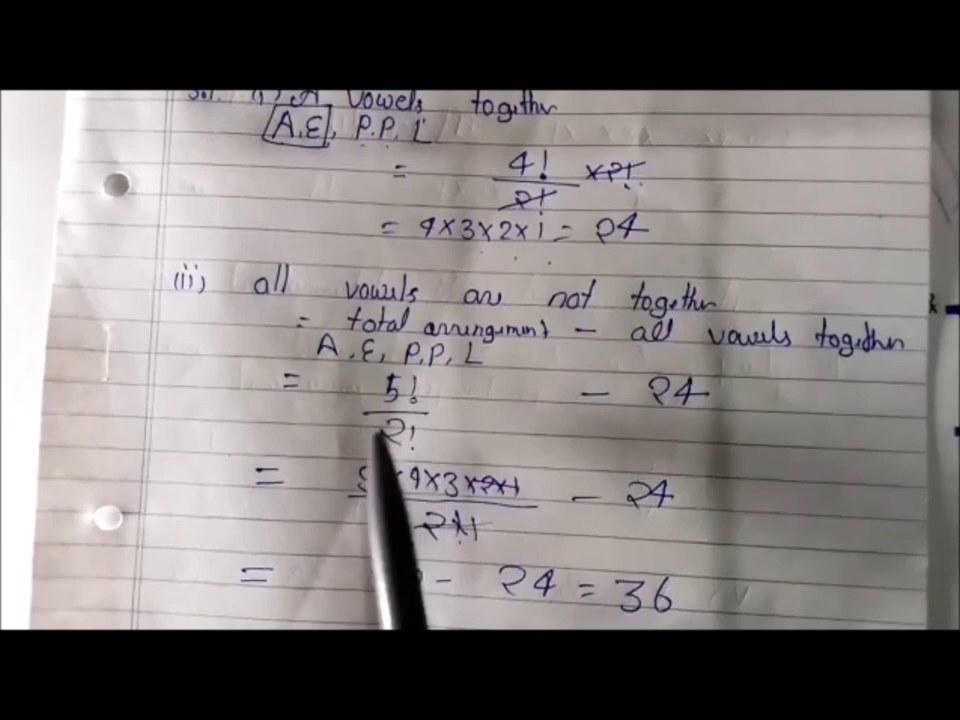 vowels together
A.E, P.P. L
= 4!/2! × 2!
= 4×3×2×1 = 24
(ii) all vowels are not together
= total arrangement - all vowels together
A, E, P,P, L
= 5!/2! - 24
= ×4×3×2×1/2×1 - 24
= - 24 = 36